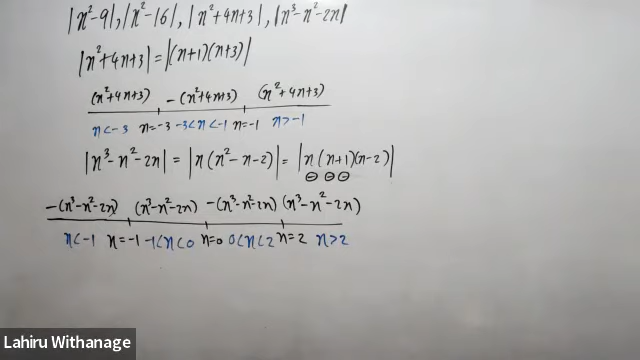 |x²-9|, |x²-16|, |x²+4x+3|, |x³-x²-2x|
|x²+4x+3| = |(x+1)(x+3)|
(x²+4x+3) -(x²+4x+3) (x²+4x+3)
x<-3 x=-3 -3<x<-1 x=-1 x>-1
|x³-x²-2x| = |x(x²-x-2)| = |x(x+1)(x-2)|
⊖ ⊖ ⊖
-(x³-x²-2x) (x³-x²-2x) -(x³-x²-2x) (x³-x²-2x)
x<-1 x=-1 -1<x<0 x=0 0<x<2 x=2 x>2
Lahiru Withanage